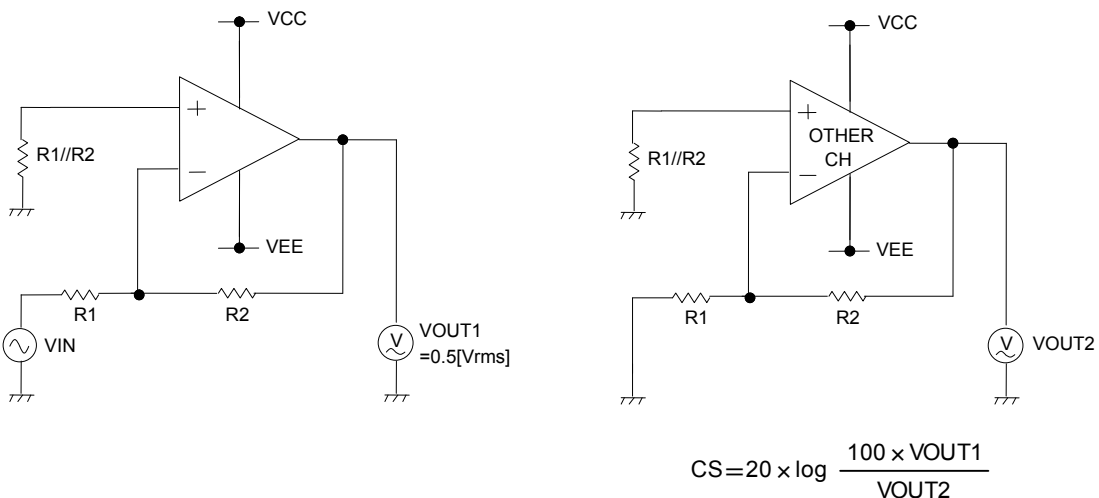 VCC
R1//R2
VEE
R1
R2
VIN
VOUT1
=0.5[Vrms]
VCC
OTHER
CH
R1//R2
VEE
R1
R2
VOUT2
V
V
+
−
+
−
CS=20 × log 100 × VOUT1
VOUT2